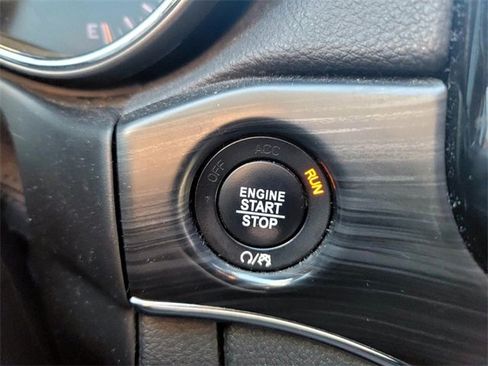 E
OFF ACC RUN
ENGINE
START
STOP